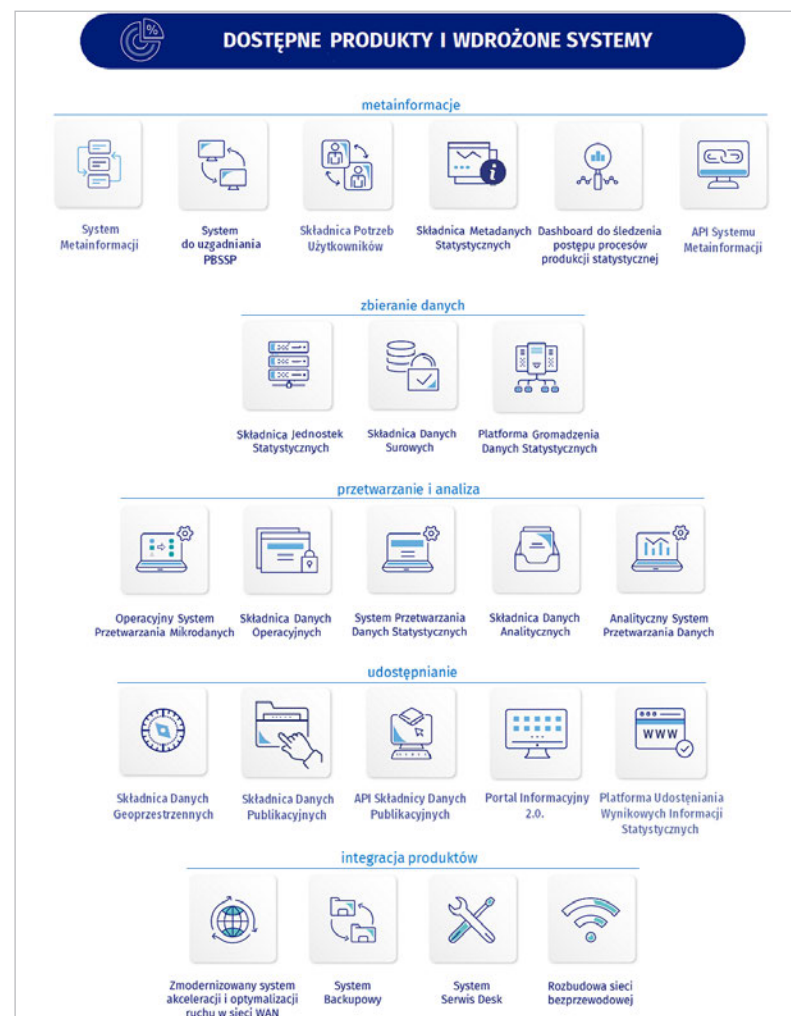 %
DOSTĘPNE PRODUKTY I WDROŻONE SYSTEMY
metainformacje
System
Metainformacji
System
do uzgadniania
PBSSP
Składnica Potrzeb
Użytkowników
Składnica Metadanych
Statystycznych
Dashboard do śledzenia
postępu procesów
produkcji statystycznej
API Systemu
Metainformacji
zbieranie danych
Składnica Jednostek
Statystycznych
Składnica Danych
Surowych
Platforma Gromadzenia
Danych Statystycznych
przetwarzanie i analiza
Operacyjny System
Przetwarzania Mikrodanych
Składnica Danych
Operacyjnych
System Przetwarzania
Danych Statystycznych
Składnica Danych
Analitycznych
Analityczny System
Przetwarzania Danych
udostępnianie
WWW
Składnica Danych
Geoprzestrzennych
Składnica Danych
Publikacyjnych
API Składnicy Danych
Publikacyjnych
Portal Informacyjny
2.0.
Platforma Udostęniania
Wynikowych Informacji
Statystycznych
integracja produktów
Zmodernizowany system
akceleracji i optymalizacji
ruchu w sieci WAN
System
Backupowy
System
Serwis Desk
Rozbudowa sieci
bezprzewodowej